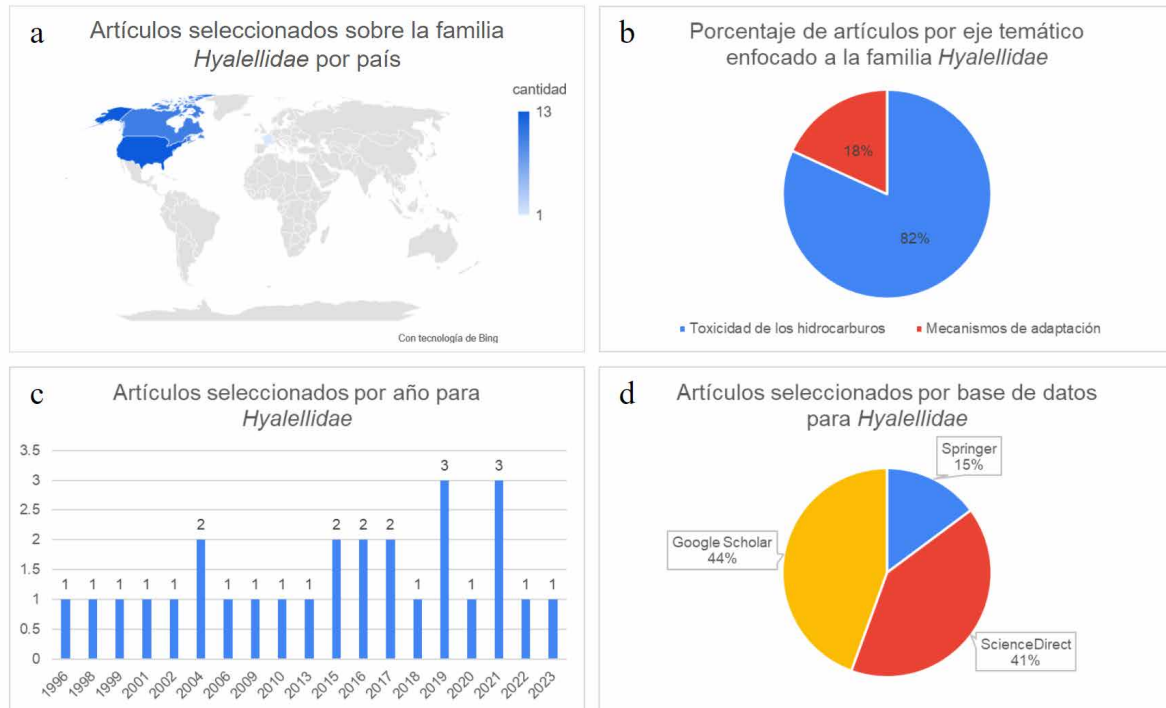 a
Artículos seleccionados sobre la familia
Hyalellidae por país
cantidad
13
1
Con tecnología de Bing
b
Porcentaje de artículos por eje temático
enfocado a la familia Hyalellidae
18%
82%
Toxicidad de los hidrocarburos
Mecanismos de adaptación
c
Artículos seleccionados por año para
Hyalellidae
3.5
3
2.5
2
1.5
1
0.5
0
1 1 1 1 1 2 1 1 1 1 2 2 2 1 3 1 3 1 1
1996 1998 1999 2001 2002 2004 2006 2009 2010 2013 2015 2016 2017 2018 2019 2020 2021 2022 2023
d
Artículos seleccionados por base de datos
para Hyalellidae
Springer
15%
Google Scholar
44%
ScienceDirect
41%